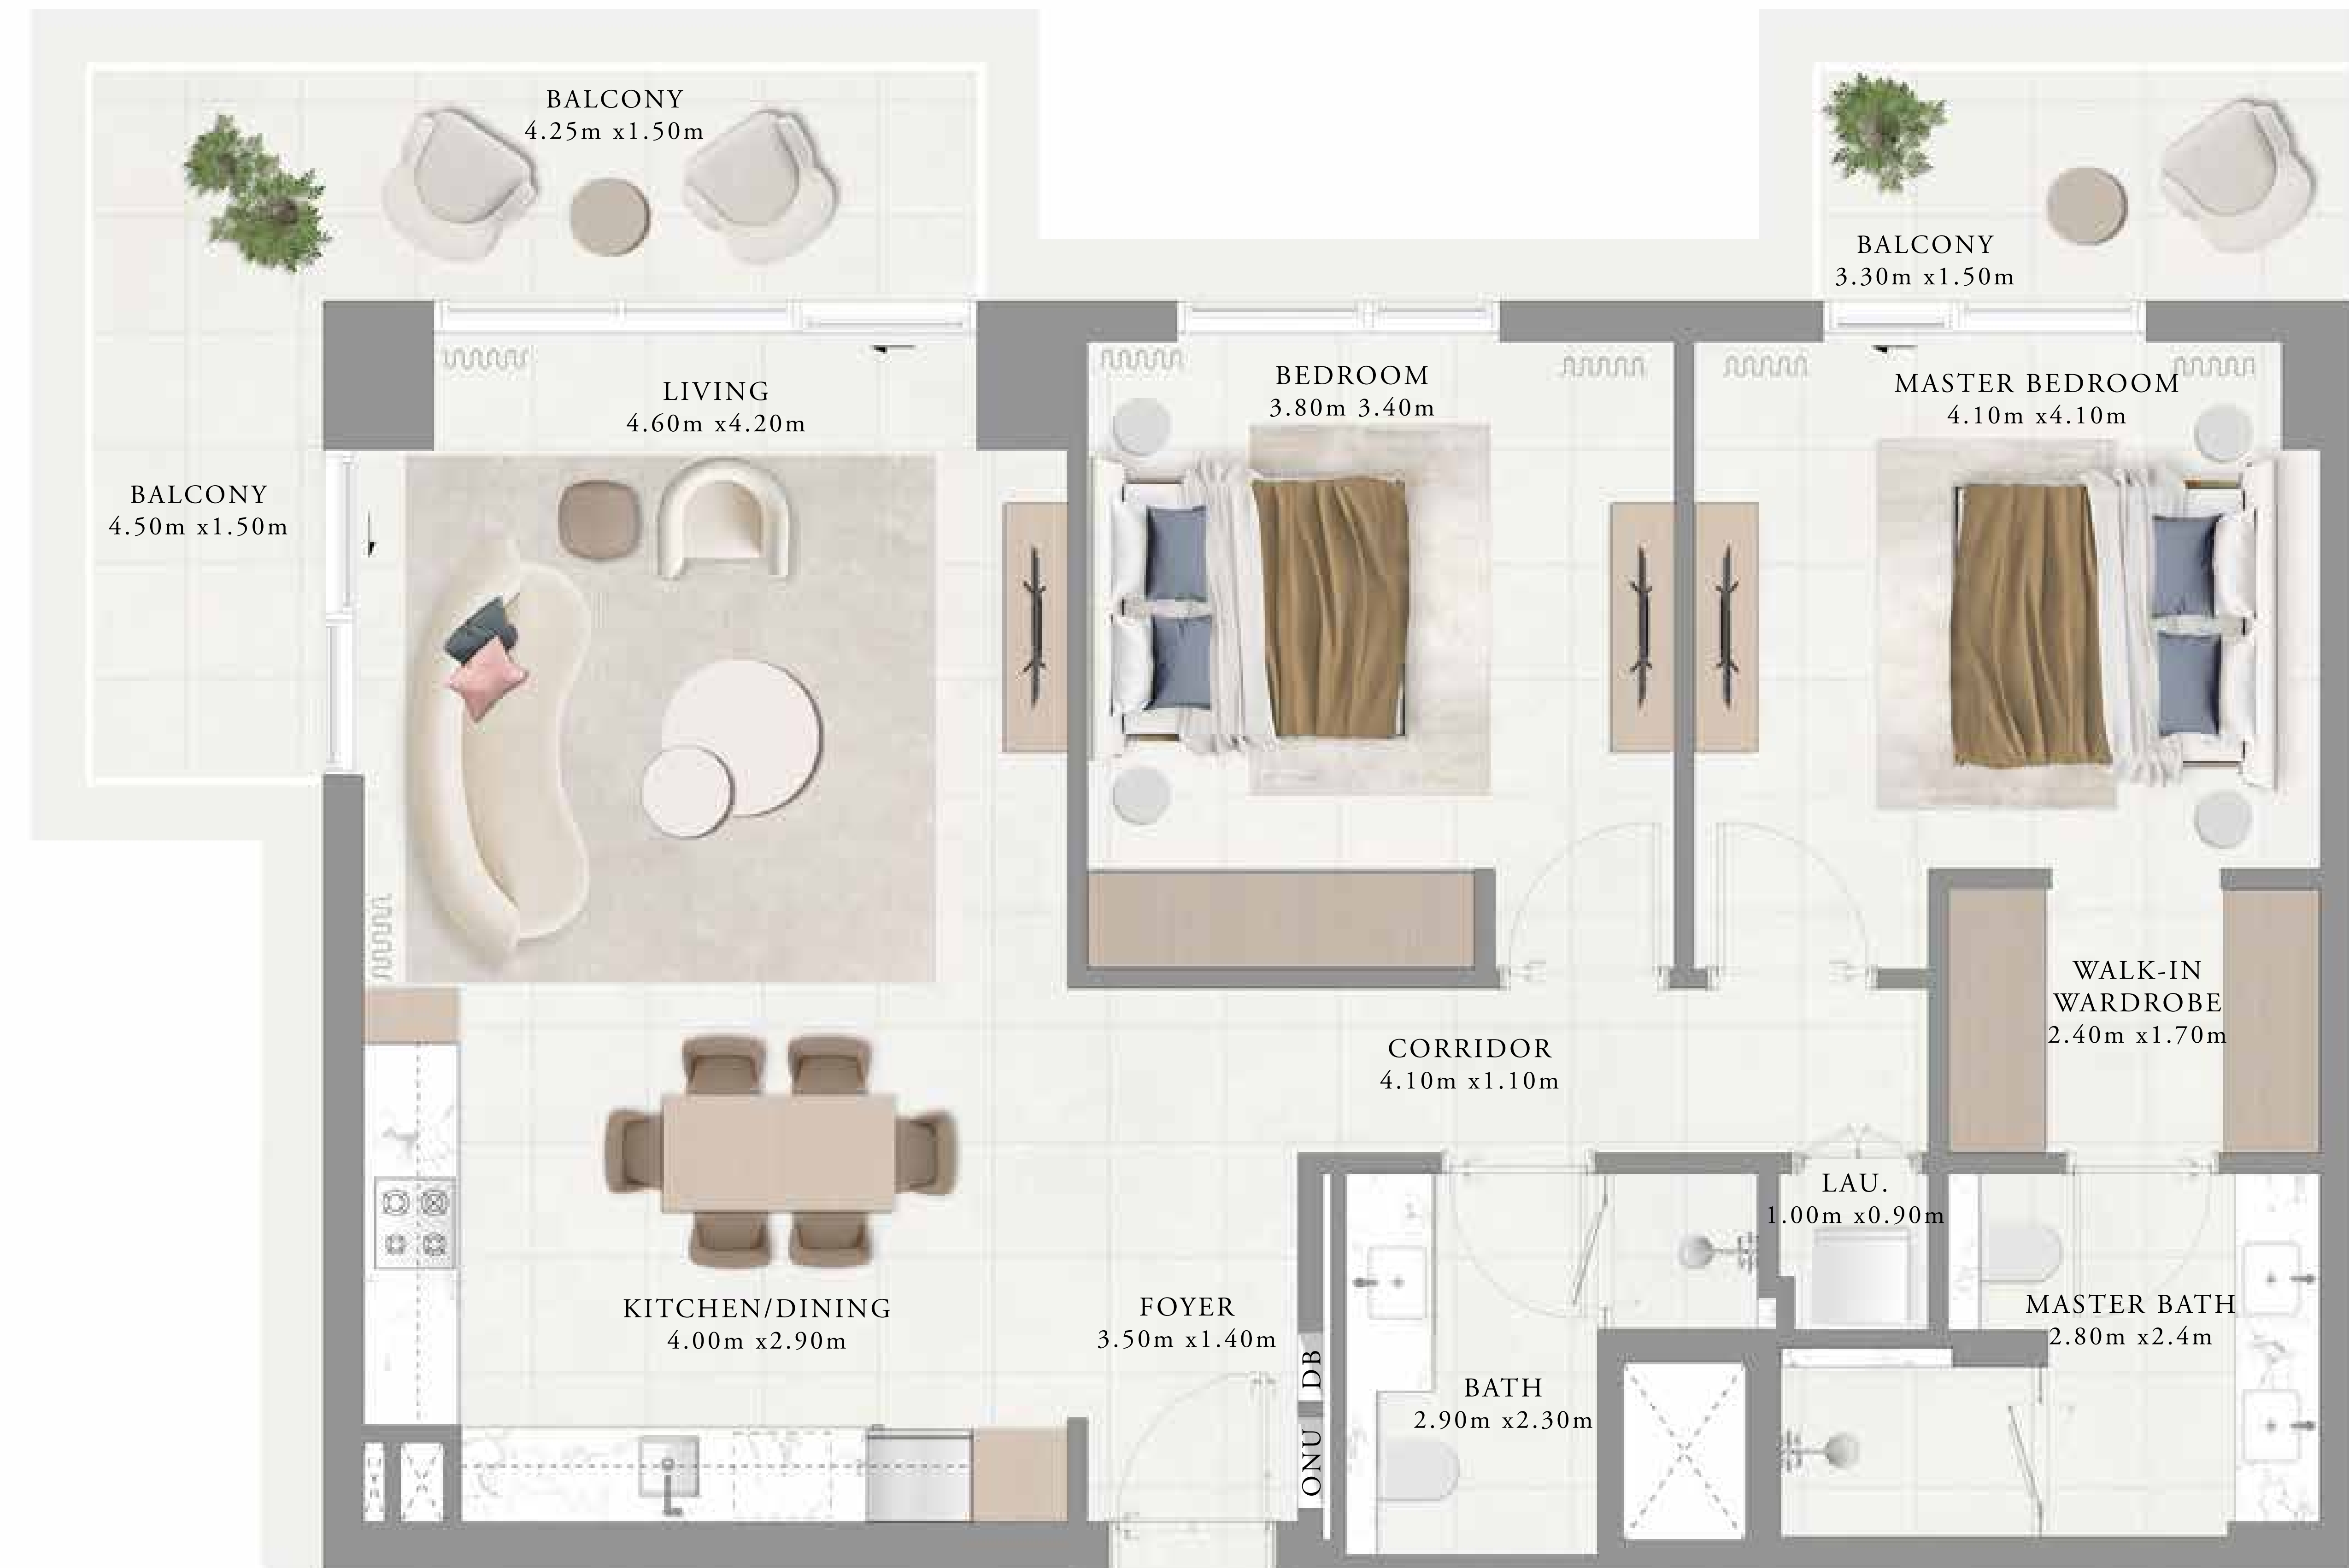 BALCONY
4.25m x1.50m
BALCONY
3.30m x1.50m
LIVING
4.60m x4.20m
BEDROOM
3.80m 3.40m
MASTER BEDROOM
4.10m x4.10m
BALCONY
4.50m x1.50m
WALK-IN
WARDROBE
2.40m x1.70m
CORRIDOR
4.10m x1.10m
LAU.
1.00m x0.90m
KITCHEN/DINING
4.00m x2.90m
FOYER
3.50m x1.40m
MASTER BATH
2.80m x2.4m
DB
ONU
BATH
2.90m x2.30m